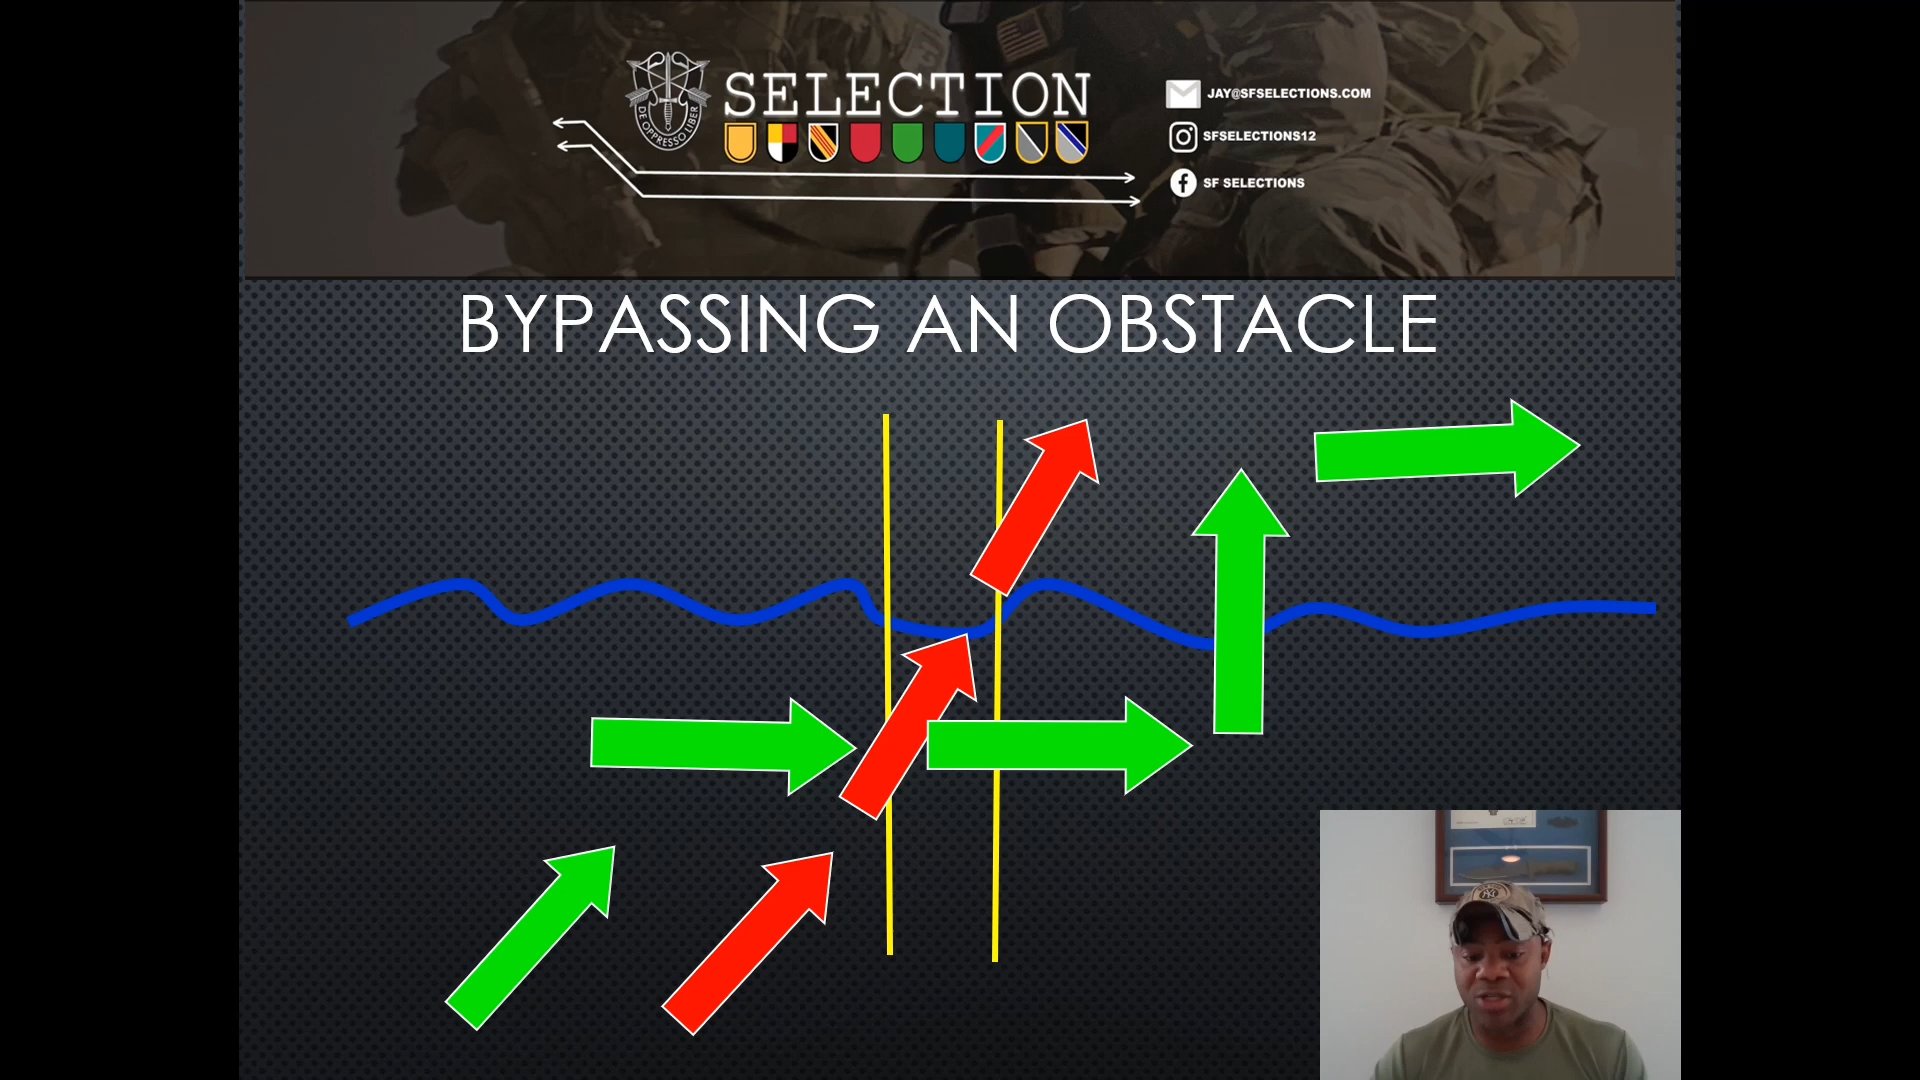 SELECTION
DE OPPRESSO LIBER
JAY@SFSELECTIONS.COM
SFSELECTIONS12
SF SELECTIONS
BYPASSING AN OBSTACLE